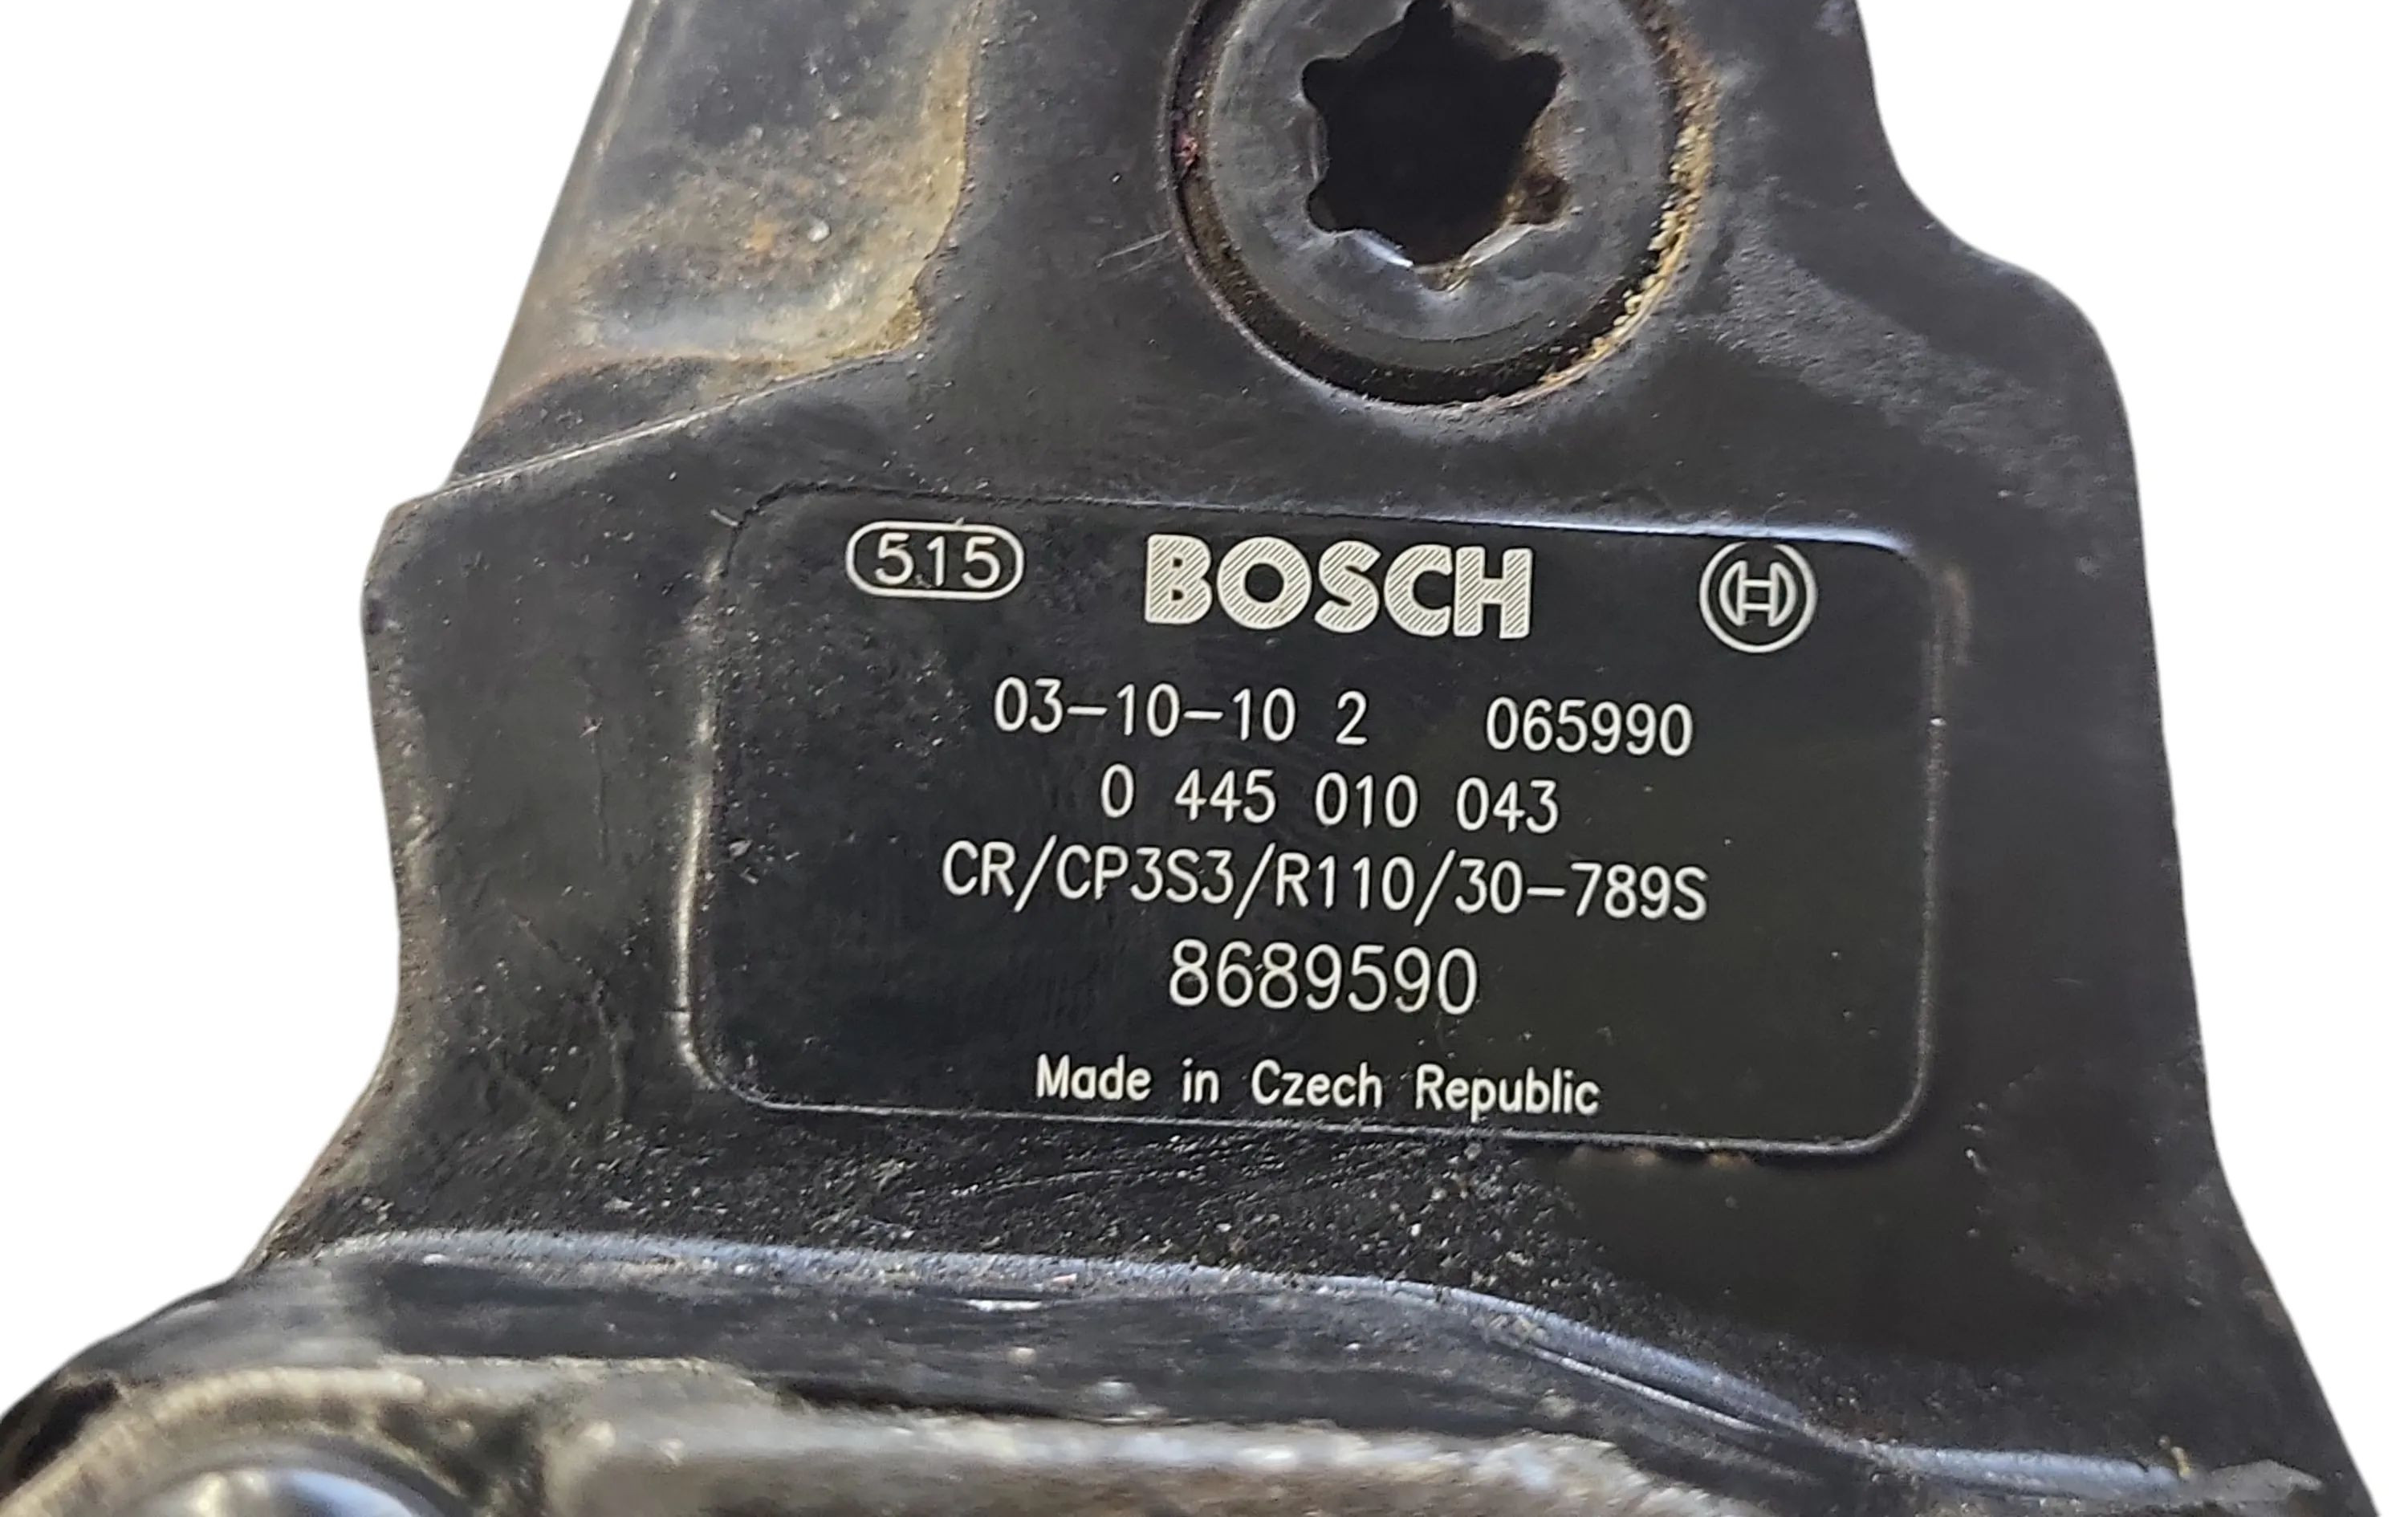 515 BOSCH
03-10-10 2 065990
0 445 010 043
CR/CP3S3/R110/30-789S
8689590
Made in Czech Republic